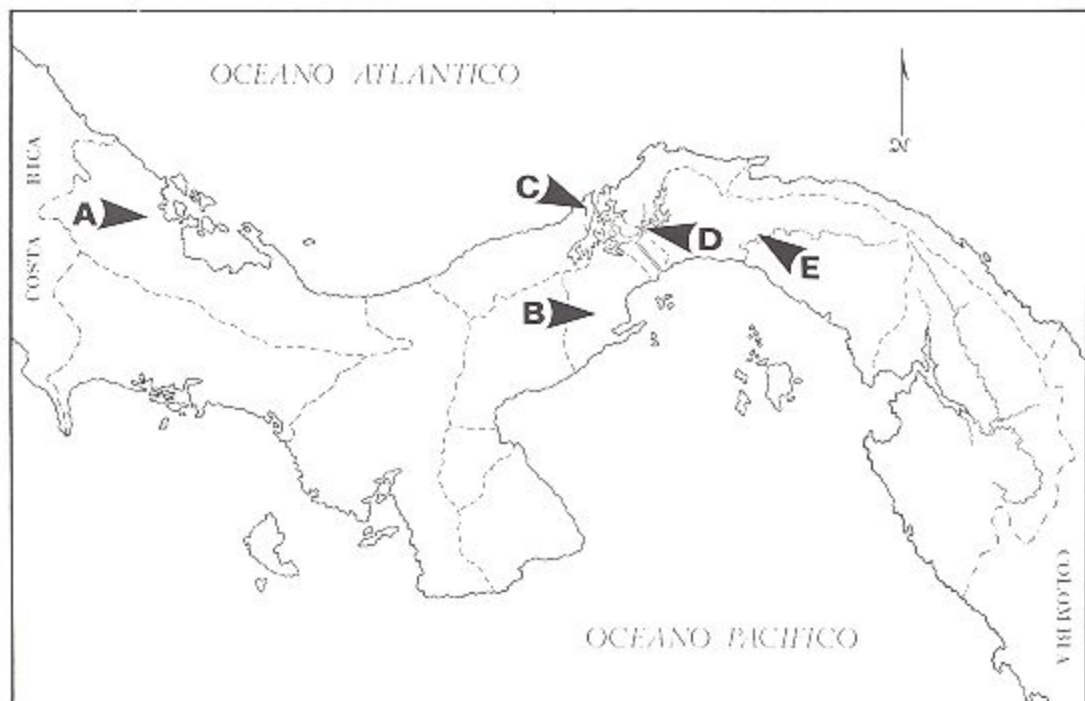 OCEANO ATLANTICO
COSTA RICA
N
A
C
D
E
B
OCEANO PACIFICO
COLOMBIA